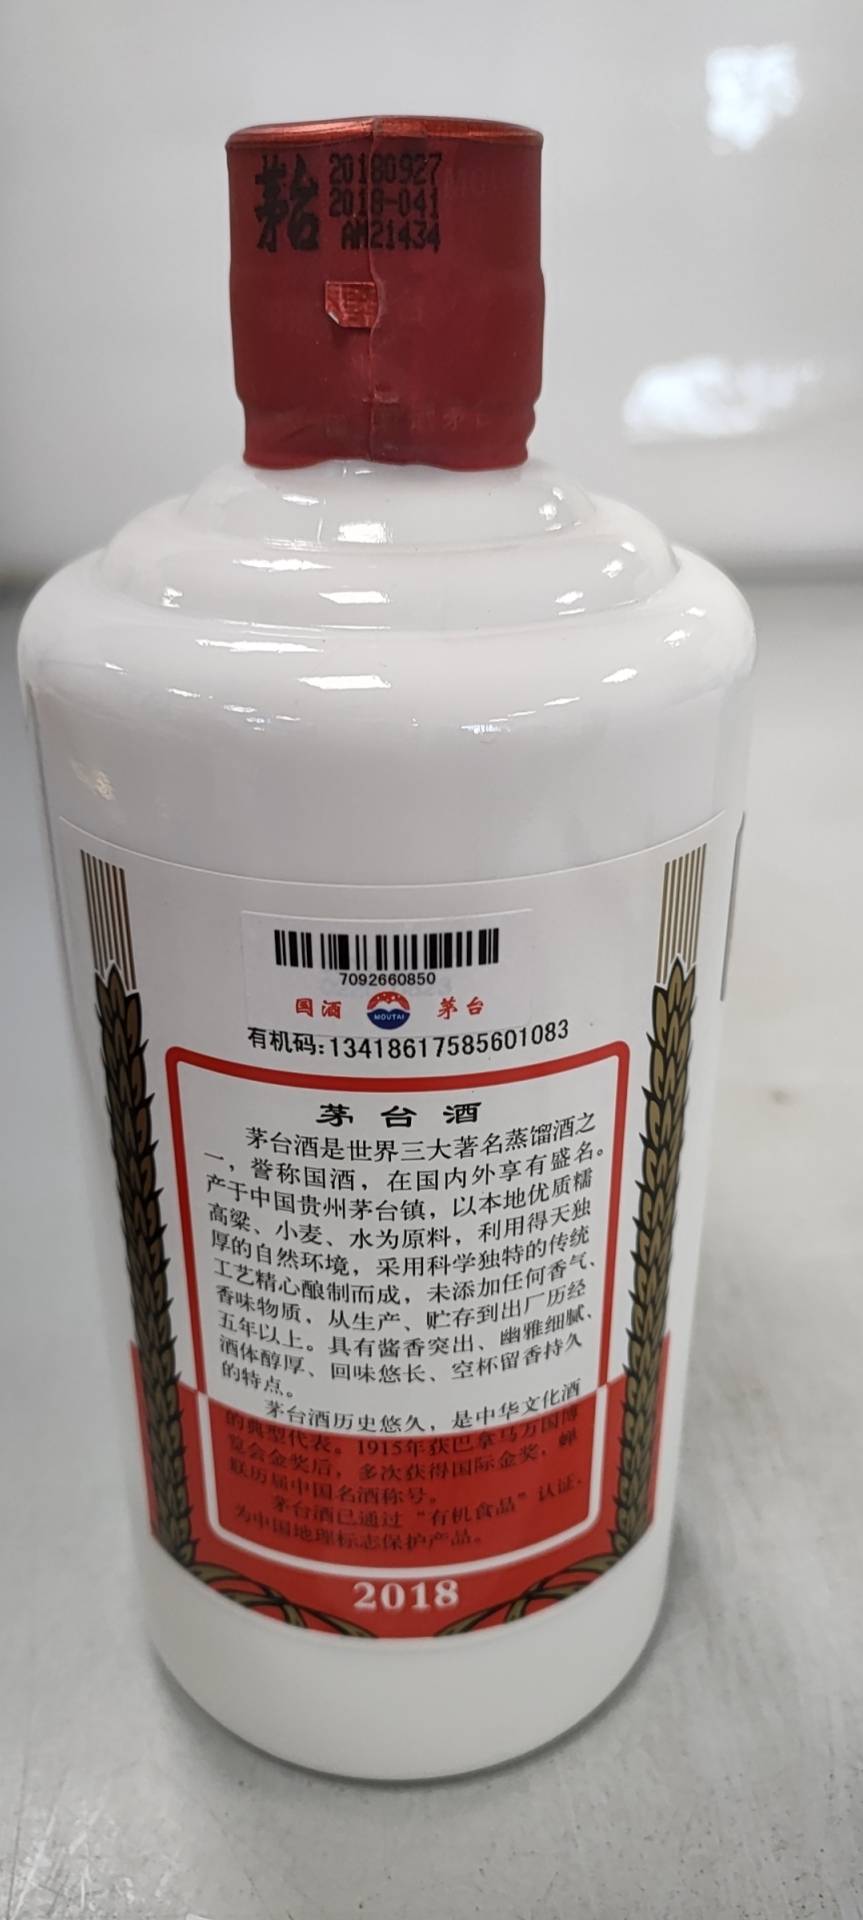 茅台
20180927
2018-041
AM21434
7092660850
国酒 MOUTAI 茅台
有机码:13418617585601083
茅台酒
茅台酒是世界三大著名蒸馏酒之
一，誉称国酒，在国内外享有盛名。
产于中国贵州茅台镇，以本地优质糯
高粱、小麦、水为原料，利用得天独
厚的自然环境，采用科学独特的传统
工艺精心酿制而成，未添加任何香气、
香味物质，从生产、贮存到出厂历经
五年以上。具有酱香突出、幽雅细腻、
酒体醇厚、回味悠长、空杯留香持久
的特点。
茅台酒历史悠久，是中华文化酒
的典型代表。1915年获巴拿马万国博
览会金奖后，多次获得国际金奖，蝉
联历届中国名酒称号。
茅台酒已通过“有机食品”认证，
为中国地理标志保护产品。
2018